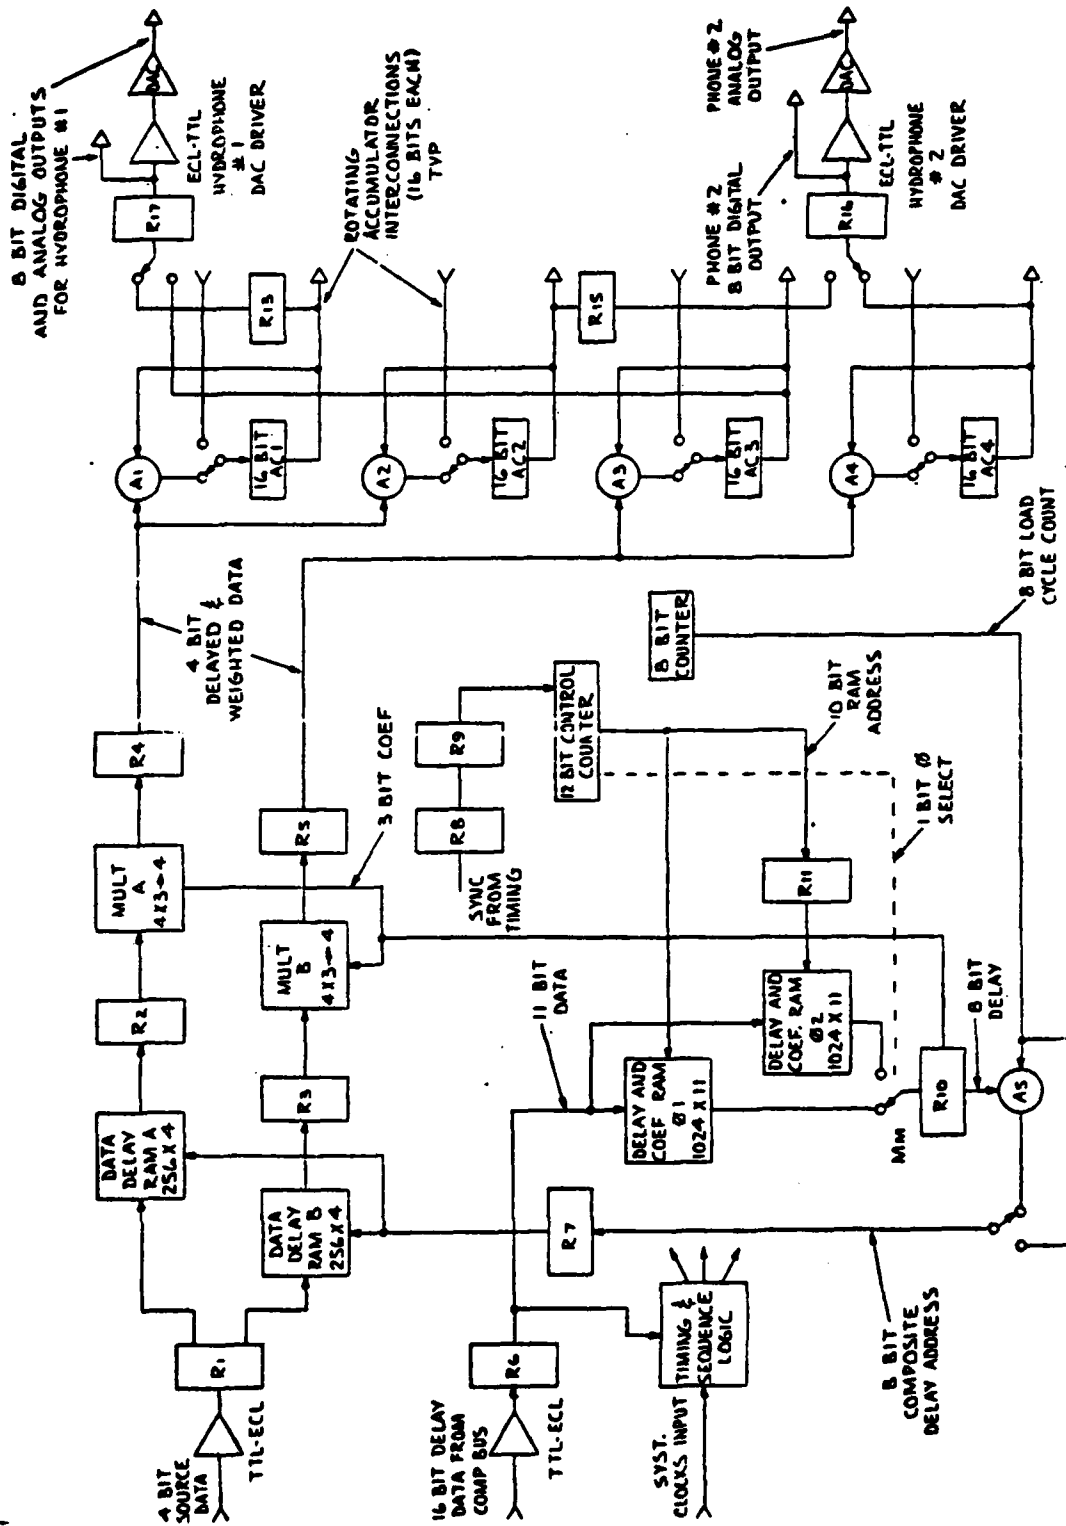 4 BIT
SOURCE
DATA
TTL-ECL
R1
DATA
DELAY
RAM A
256 X 4
R2
MULT
A
4X3→4
R4
4 BIT
DELAYED &
WEIGHTED DATA
DATA
DELAY
RAM B
256 X 4
R3
MULT
B
4X3→4
R5
3 BIT COEF
16 BIT DELAY
DATA FROM
COMP BUS
TTL-ECL
R6
R7
SYNC
FROM
TIMING
R8
R9
12 BIT CONTROL
COUNTER
8 BIT
COUNTER
11 BIT
DATA
DELAY AND
COEF RAM
Ø1
1024 X 11
DELAY AND
COEF. RAM
Ø2
1024 X 11
R11
10 BIT
RAM
ADDRESS
1 BIT Ø
SELECT
SYST.
CLOCKS INPUT
TIMING &
SEQUENCE
LOGIC
8 BIT
COMPOSITE
DELAY ADDRESS
MM
R10
8 BIT
DELAY
A5
8 BIT LOAD
CYCLE COUNT
A1
16 BIT
AC1
A2
16 BIT
AC2
A3
16 BIT
AC3
A4
16 BIT
AC4
R13
R15
8 BIT DIGITAL
AND ANALOG OUTPUTS
FOR HYDROPHONE #1
R17
DAC
ECL-TTL
HYDROPHONE
#1
DAC DRIVER
ROTATING
ACCUMULATOR
INTERCONNECTIONS
(16 BITS EACH)
TYP
PHONE #2
8 BIT DIGITAL
OUTPUT
PHONE #2
ANALOG
OUTPUT
R16
DAC
ECL-TTL
HYDROPHONE
#2
DAC DRIVER